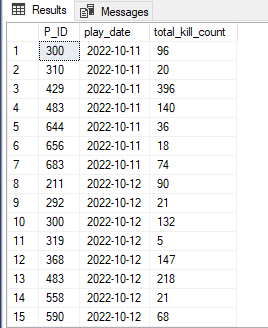 Results Messages
P_ID play_date total_kill_count
1 300 2022-10-11 96
2 310 2022-10-11 20
3 429 2022-10-11 396
4 483 2022-10-11 140
5 644 2022-10-11 36
6 656 2022-10-11 18
7 683 2022-10-11 74
8 211 2022-10-12 90
9 292 2022-10-12 21
10 300 2022-10-12 132
11 319 2022-10-12 5
12 368 2022-10-12 147
13 483 2022-10-12 218
14 558 2022-10-12 21
15 590 2022-10-12 68